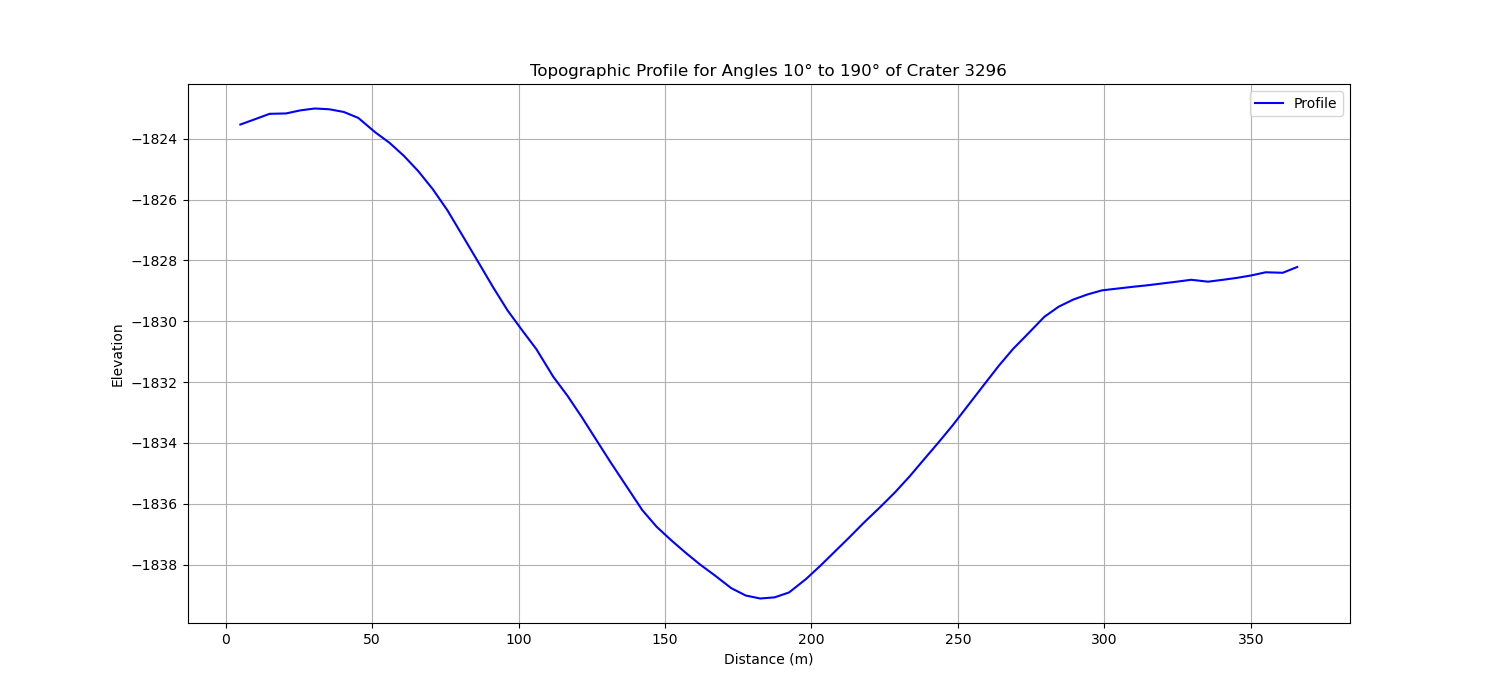 Topographic Profile for Angles 10° to 190° of Crater 3296
Profile
−1824
−1826
−1828
−1830
−1832
−1834
−1836
−1838
Elevation
0 50 100 150 200 250 300 350
Distance (m)